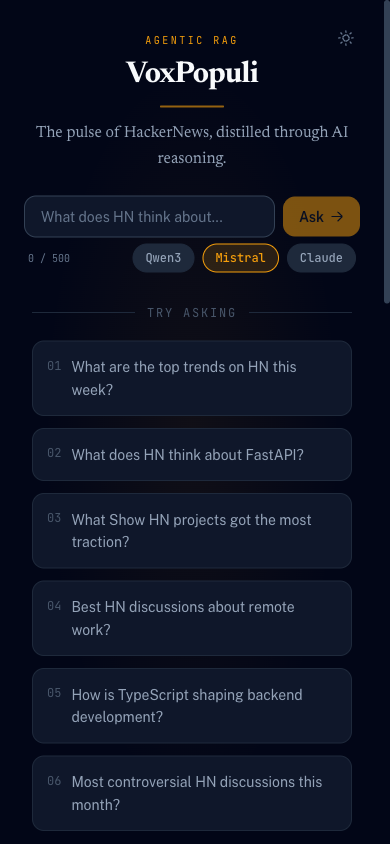 AGENTIC RAG
VoxPopuli
The pulse of HackerNews, distilled through AI
reasoning.
What does HN think about...
Ask →
0 / 500
Qwen3
Mistral
Claude
TRY ASKING
01 What are the top trends on HN this
week?
02 What does HN think about FastAPI?
03 What Show HN projects got the most
traction?
04 Best HN discussions about remote
work?
05 How is TypeScript shaping backend
development?
06 Most controversial HN discussions this
month?